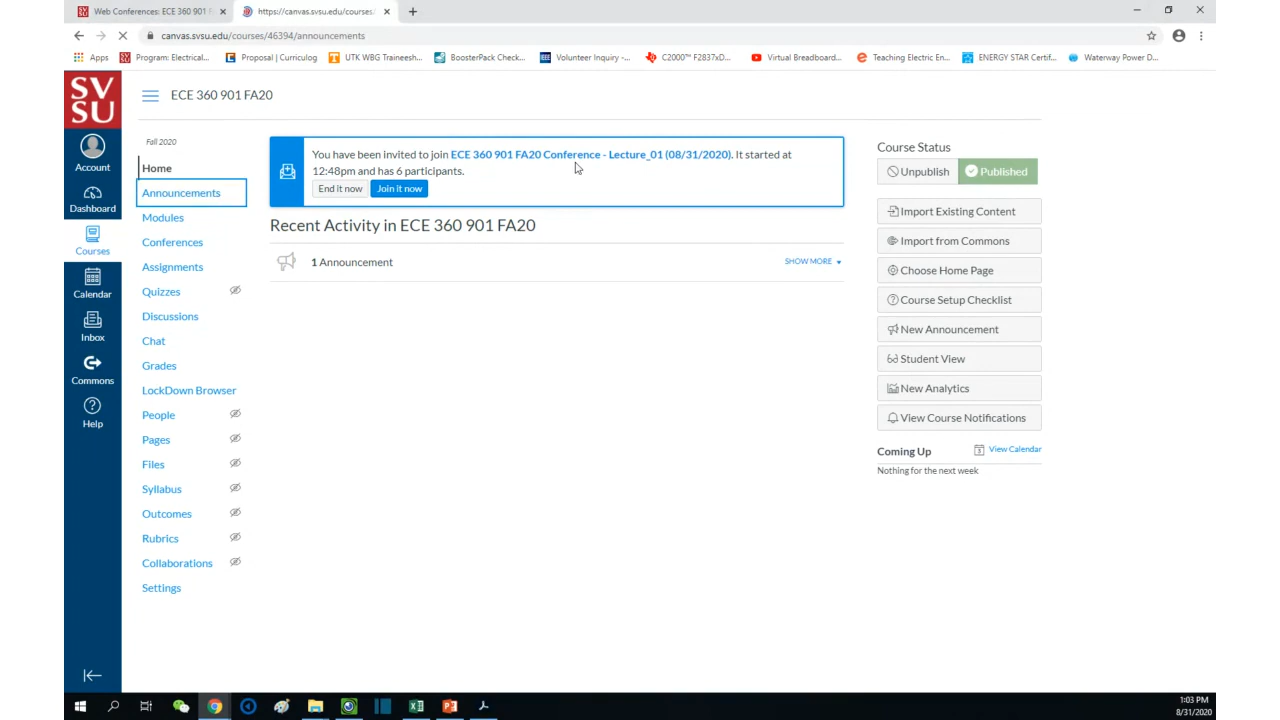 Web Conferences: ECE 360 901 F
https://canvas.svsu.edu/courses/
canvas.svsu.edu/courses/46394/announcements
Apps
Program: Electrical...
Proposal | Curriculog
UTK WBG Traineesh...
BoosterPack Check...
Volunteer Inquiry -...
C2000™ F2837xD...
Virtual Breadboard...
Teaching Electric En...
ENERGY STAR Certif...
Waterway Power D...
SV
SU
Account
Dashboard
Courses
Calendar
Inbox
Commons
Help
ECE 360 901 FA20
Fall 2020
Home
Announcements
Modules
Conferences
Assignments
Quizzes
Discussions
Chat
Grades
LockDown Browser
People
Pages
Files
Syllabus
Outcomes
Rubrics
Collaborations
Settings
You have been invited to join ECE 360 901 FA20 Conference - Lecture_01 (08/31/2020). It started at
12:48pm and has 6 participants.
End it now
Join it now
Recent Activity in ECE 360 901 FA20
1 Announcement
SHOW MORE
Course Status
Unpublish
Published
Import Existing Content
Import from Commons
Choose Home Page
Course Setup Checklist
New Announcement
Student View
New Analytics
View Course Notifications
Coming Up
View Calendar
Nothing for the next week
1:03 PM
8/31/2020